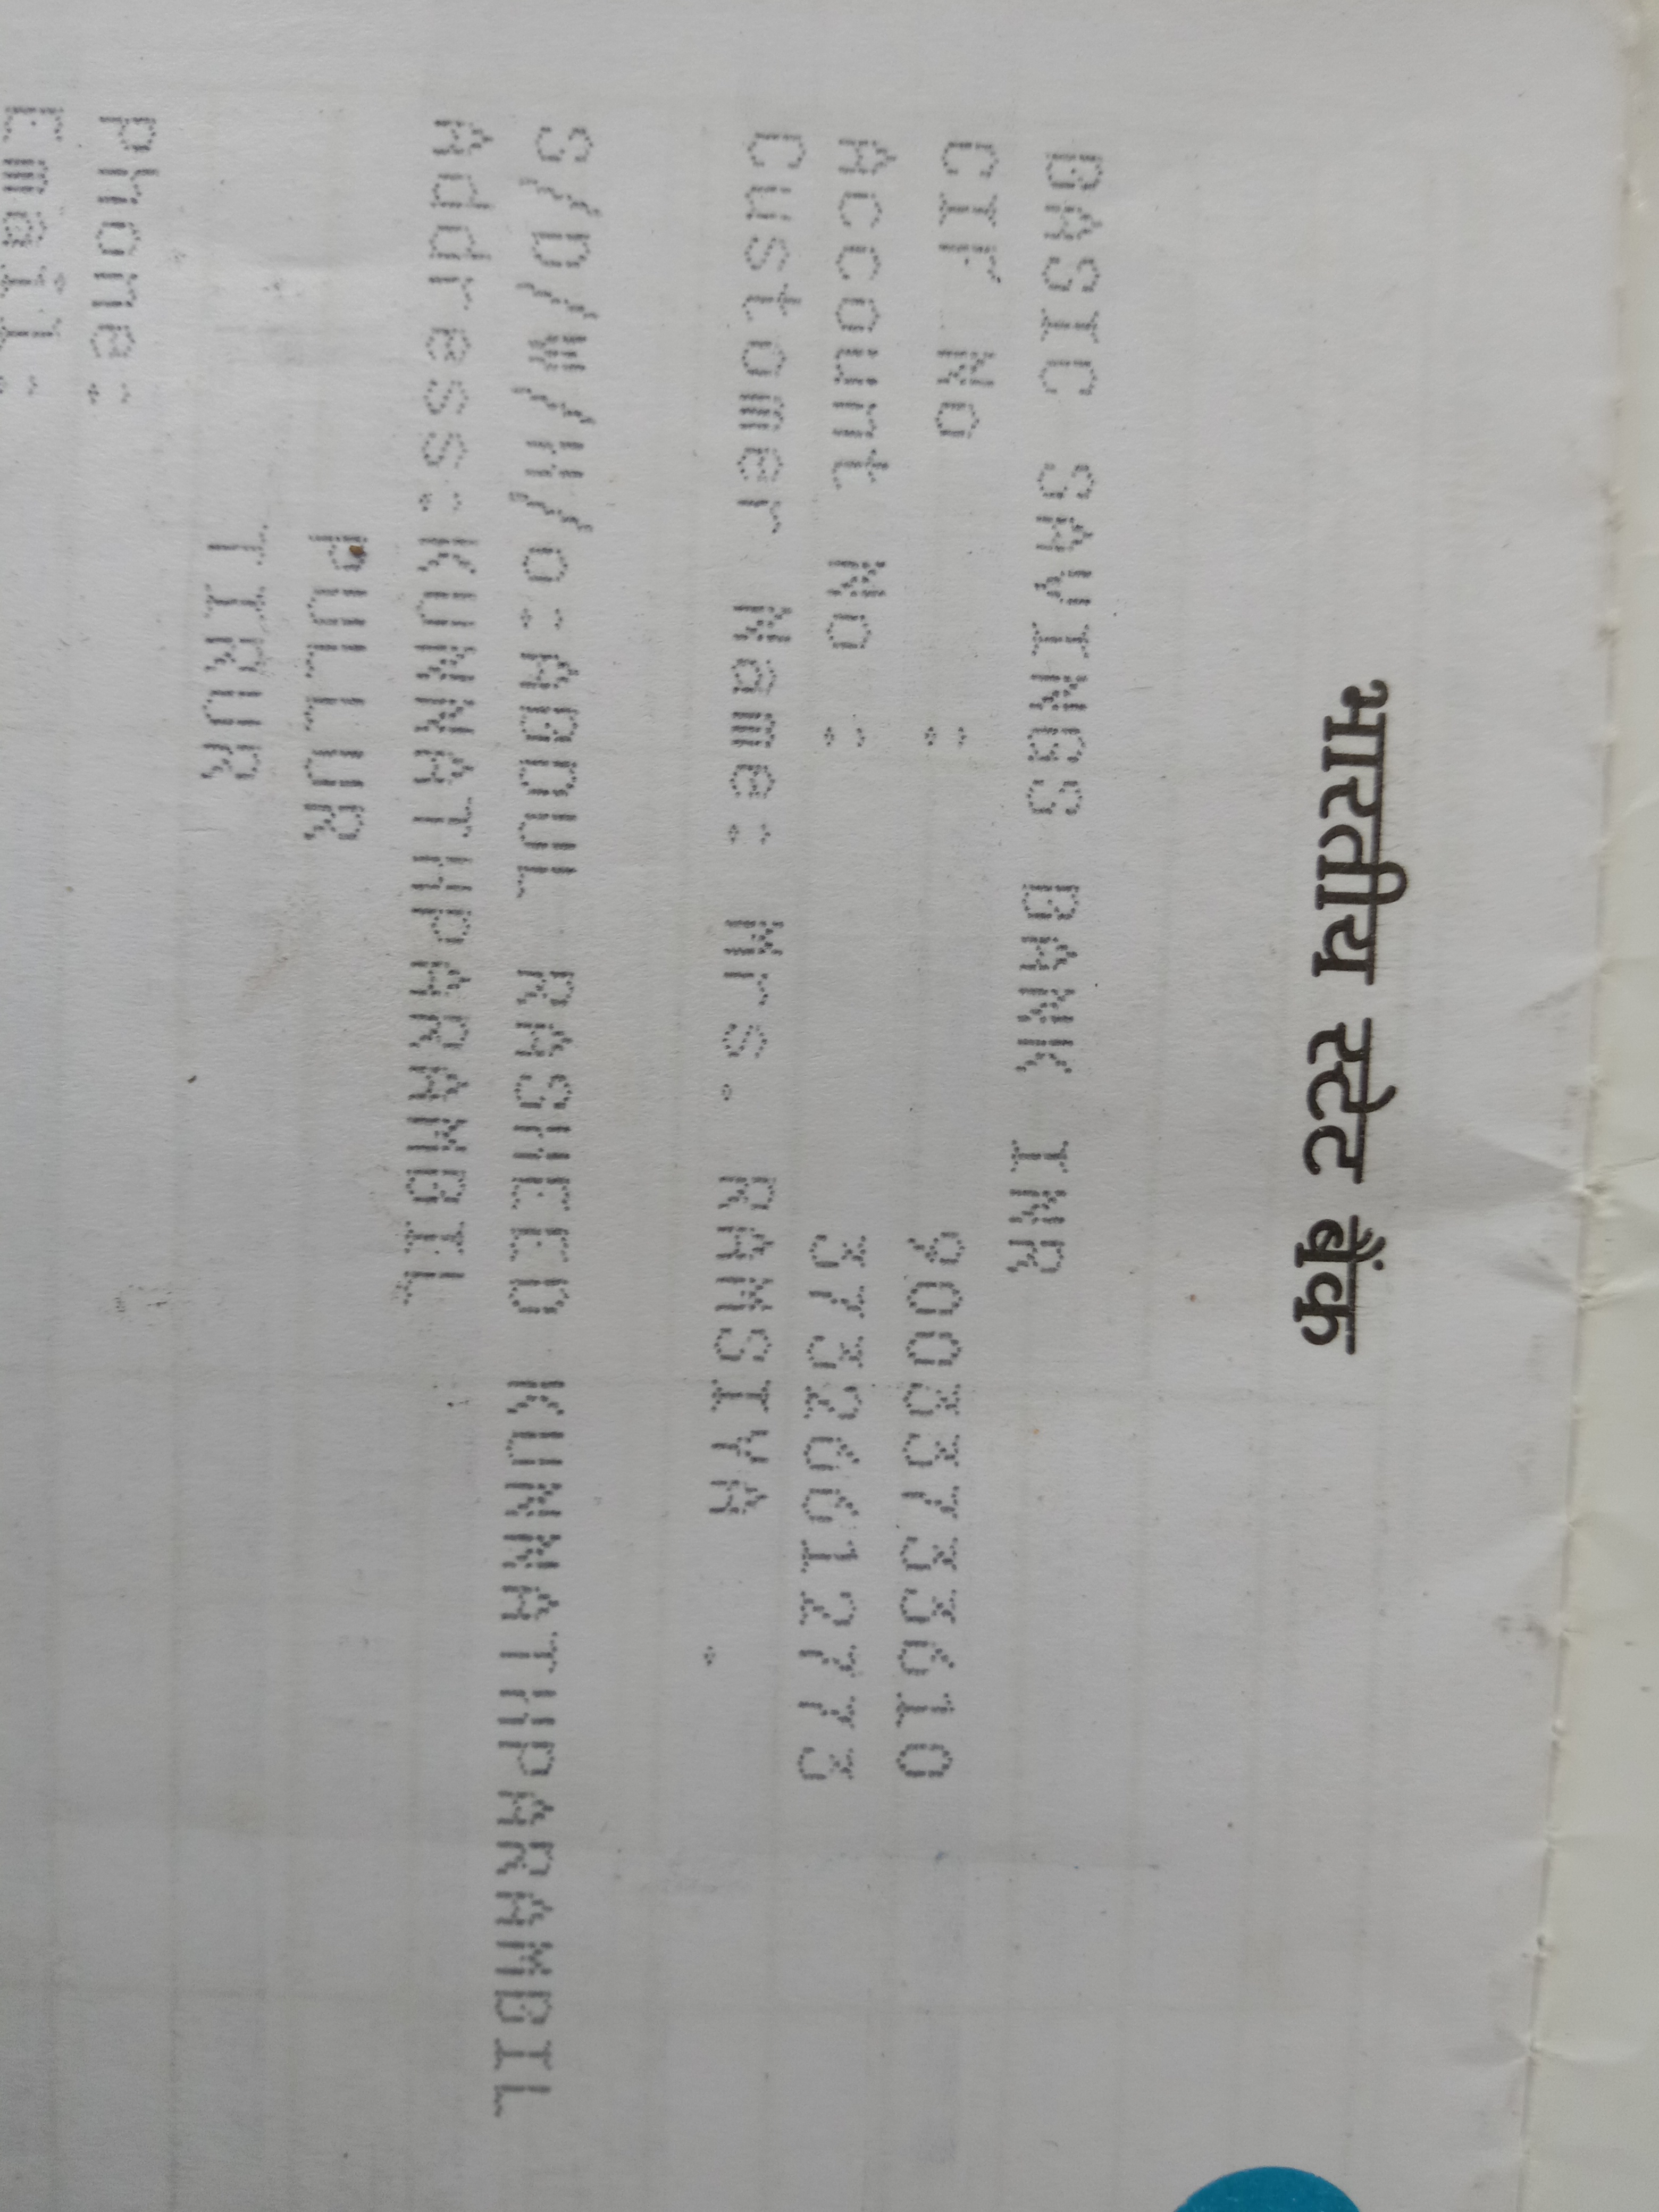 भारतीय स्टेट बैंक
BASIC SAVINGS BANK INR
CIF No : 90033733610
Account No : 37326612773
Customer Name: Mrs. RAMSIYA .
S/D/W/H/o:ABDUL RASHEED KUNNATHPARAMBIL
Address:KUNNATHPARAMBIL
PULLUR
TIRUR
Phone:
Email: